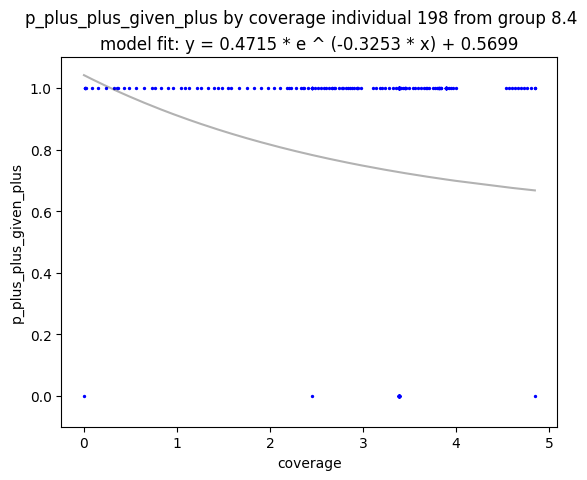 p_plus_plus_given_plus by coverage individual 198 from group 8.4
model fit: y = 0.4715 * e ^ (-0.3253 * x) + 0.5699
1.0
0.8
0.6
0.4
0.2
0.0
p_plus_plus_given_plus
0 1 2 3 4 5
coverage